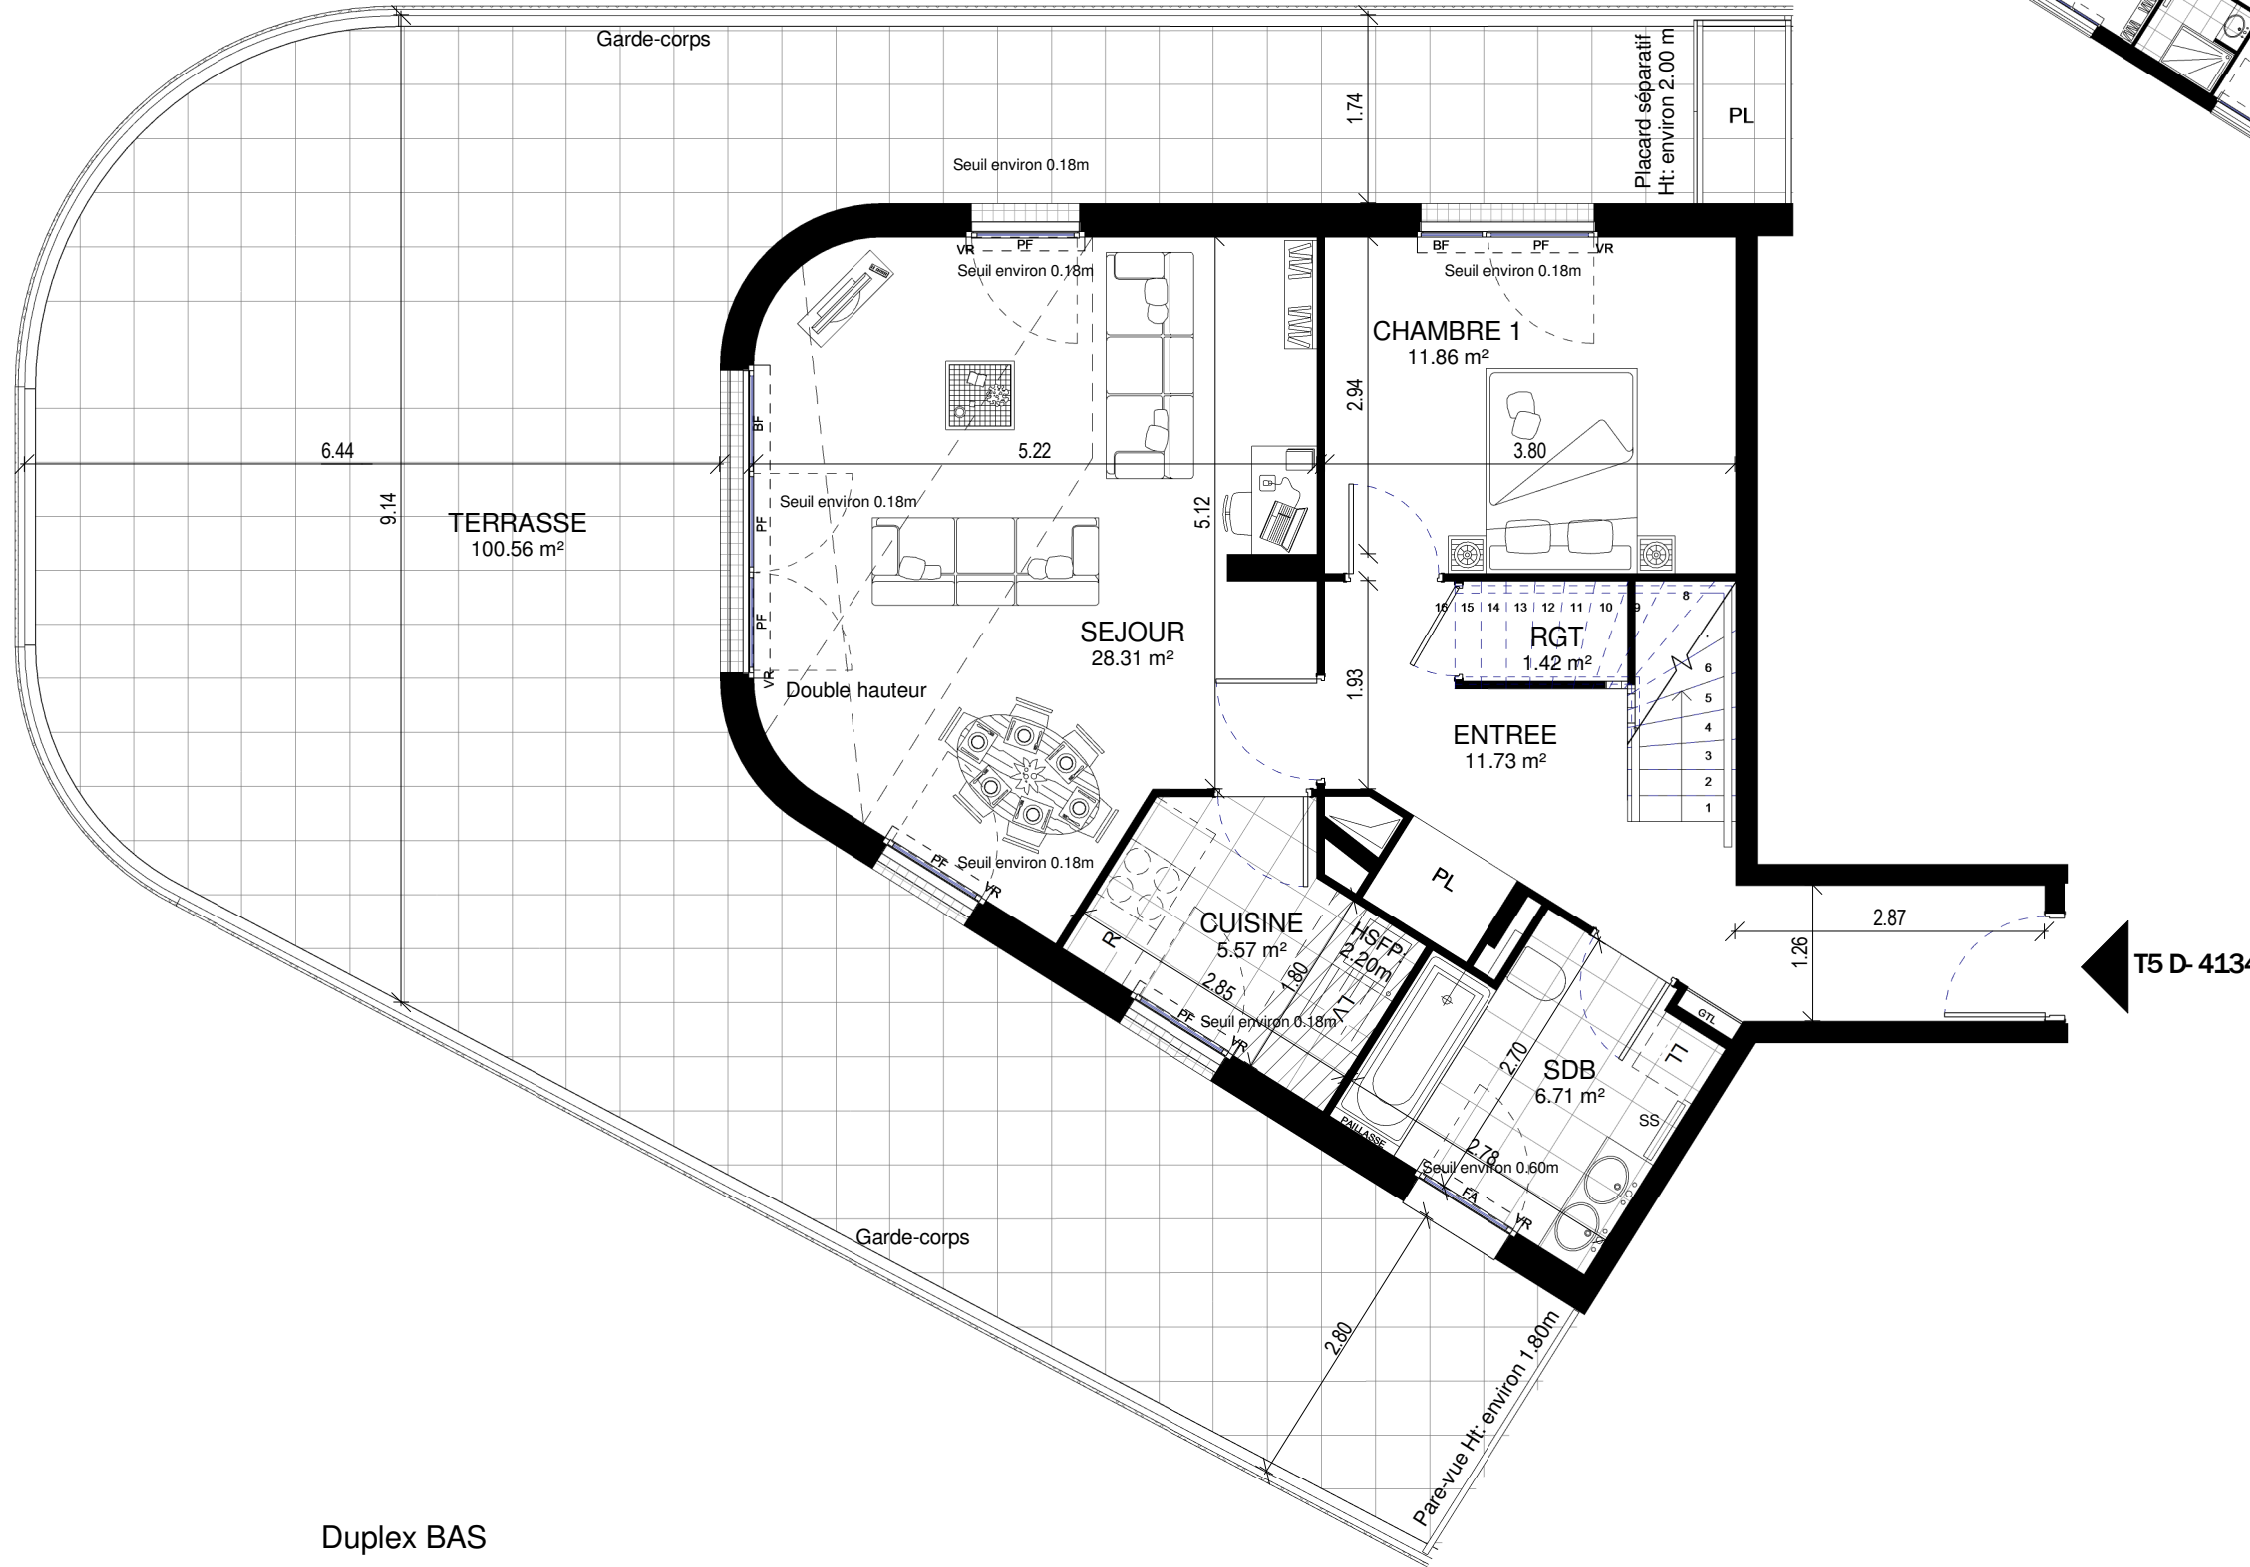 Garde-corps
Placard séparatif
Ht: environ 2.00 m
PL
1.74
Seuil environ 0.18m
VR
PF
Seuil environ 0.18m
BF
PF
VR
Seuil environ 0.18m
CHAMBRE 1
11.86 m²
2.94
BF
6.44
5.22
3.80
9.14
TERRASSE
100.56 m²
Seuil environ 0.18m
PF
5.12
PF
VR
SEJOUR
28.31 m²
Double hauteur
16
15
14
13
12
11
10
9
8
RGT
1.42 m²
6
5
4
3
2
1
1.93
ENTREE
11.73 m²
PF
Seuil environ 0.18m
VR
PL
CUISINE
5.57 m²
HSFP:
2.20m
R
2.85
1.80
LV
PF
Seuil environ 0.18m
VR
2.87
1.26
T5 D-4134
GTL
LL
2.70
SDB
6.71 m²
SS
PAILLASSE
2.78
Seuil environ 0.60m
FA
VR
Garde-corps
2.80
Pare-vue Ht: environ 1.80m
Duplex BAS